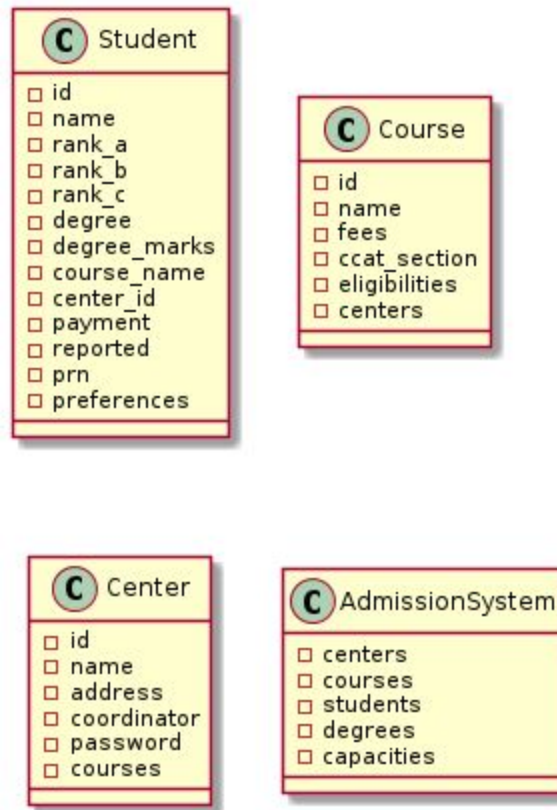 C Student
id
name
rank_a
rank_b
rank_c
degree
degree_marks
course_name
center_id
payment
reported
prn
preferences
C Course
id
name
fees
ccat_section
eligibilities
centers
C Center
id
name
address
coordinator
password
courses
C AdmissionSystem
centers
courses
students
degrees
capacities